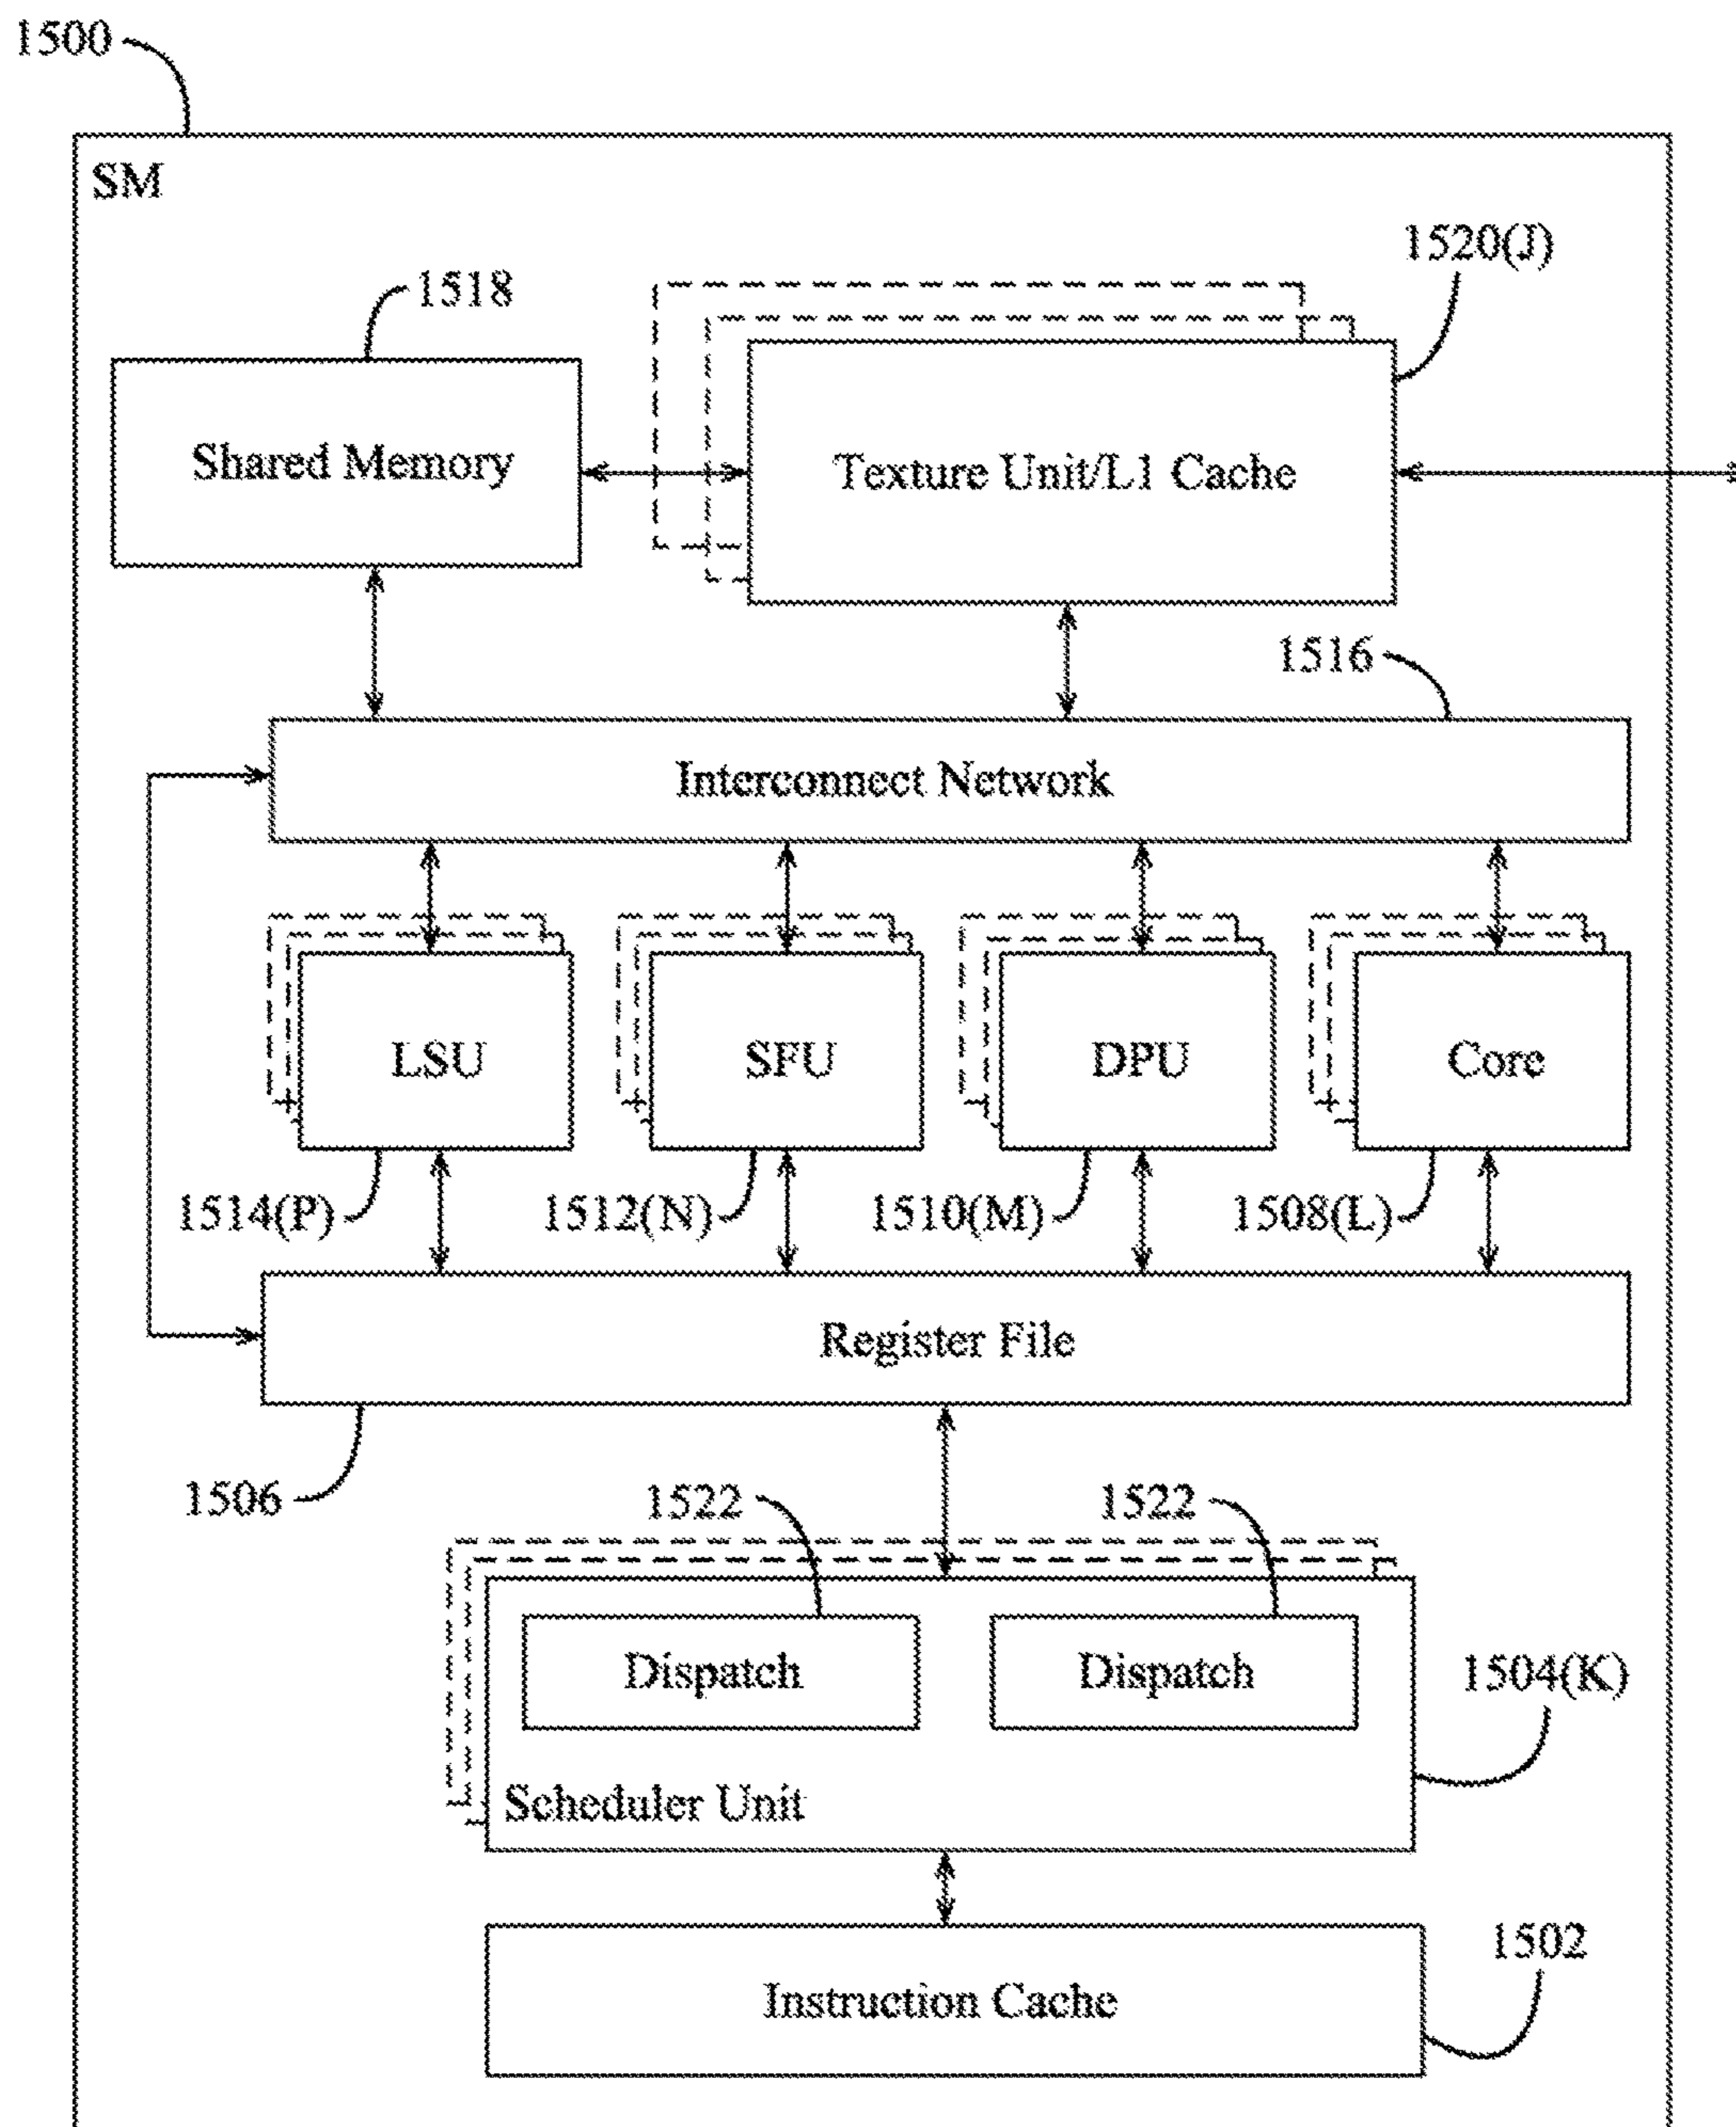 1500
SM
1520(J)
1518
Shared Memory
Texture Unit/L1 Cache
1516
Interconnect Network
LSU
SFU
DPU
Core
1514(P)
1512(N)
1510(M)
1508(L)
Register File
1506
1522
1522
Dispatch
Dispatch
1504(K)
Scheduler Unit
1502
Instruction Cache